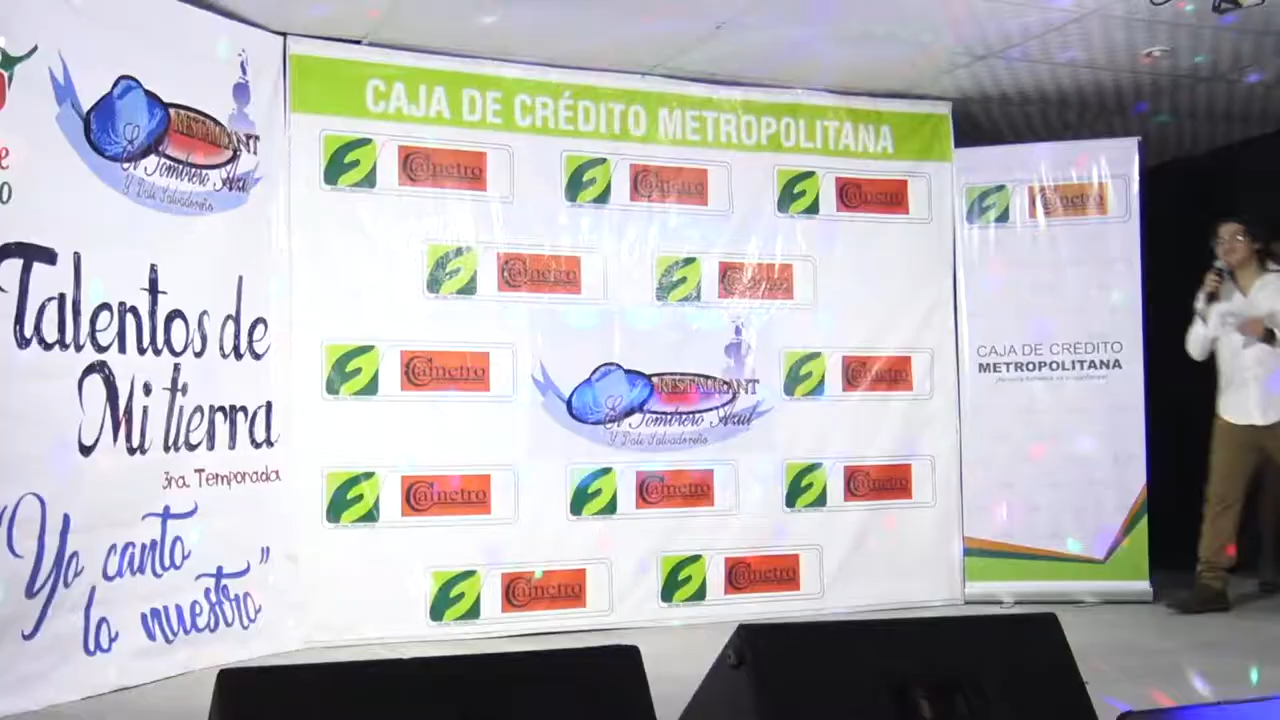 e
o
RESTAURANT
El Sombrero Azul
Y Dale Salvadoreño
Talentos de
Mi tierra
3ra. Temporada
"Yo canto
lo nuestro"
CAJA DE CRÉDITO METROPOLITANA
Cametro
Cametro
Cametro
Cametro
Cametro
Cametro
RESTAURANT
El Sombrero Azul
Y Dale Salvadoreño
Cametro
Cametro
Cametro
Cametro
Cametro
Cametro
Cametro
CAJA DE CRÉDITO
METROPOLITANA